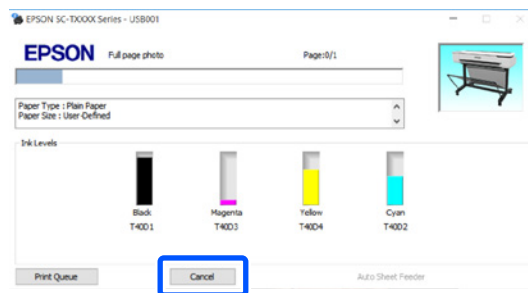 EPSON SC-TXXXX Series - USB001
EPSON
Full page photo
Page:0/1
Paper Type : Plain Paper
Paper Size : User-Defined
Ink Levels
Black
Magenta
Yellow
Cyan
T40D1
T40D3
T40D4
T40D2
Print Queue
Cancel
Auto Sheet Feeder